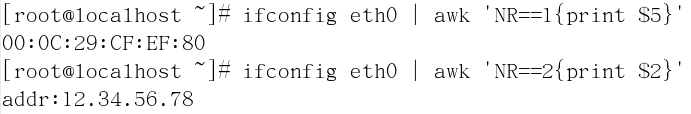 [root@localhost ~]# ifconfig eth0 | awk 'NR==1{print $5}'
00:0C:29:CF:EF:80
[root@localhost ~]# ifconfig eth0 | awk 'NR==2{print $2}'
addr:12.34.56.78